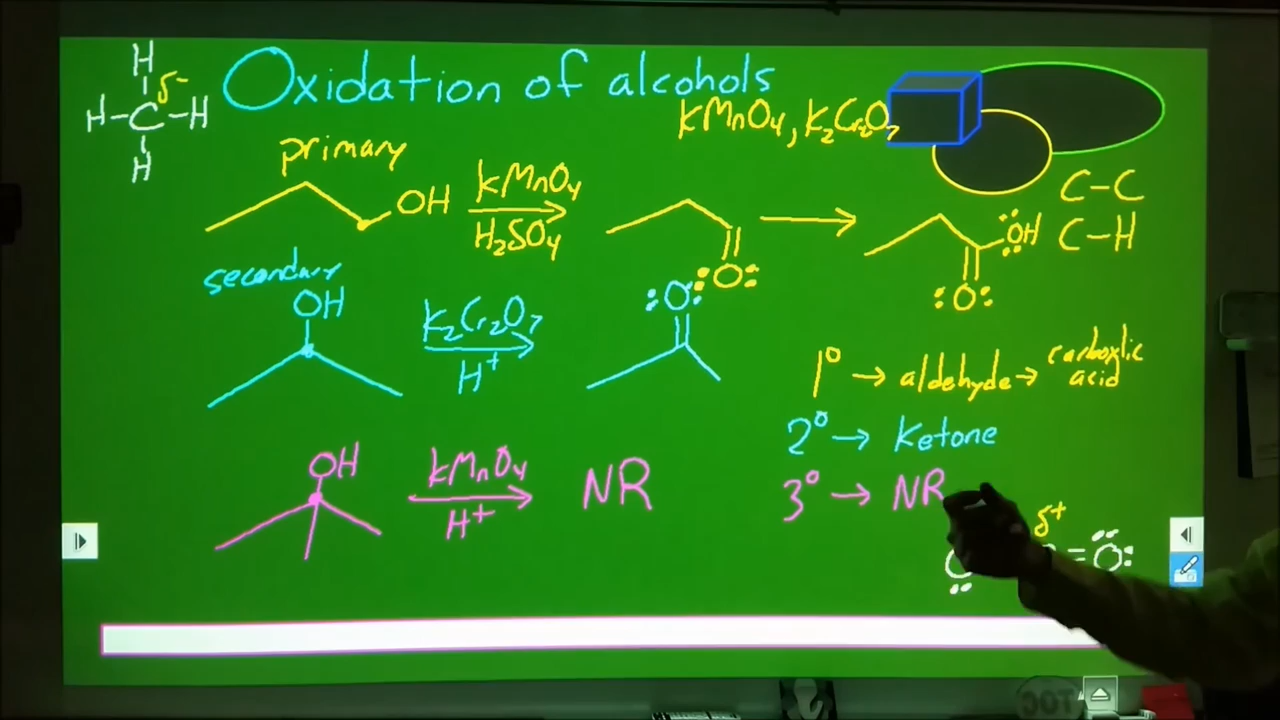 H
H-C-H δ-
H
Oxidation of alcohols
KMnO4, K2Cr2O7
primary
OH
KMnO4
H2SO4
:O:
:OH
:O:
C-C
C-H
secondary
OH
K2Cr2O7
H+
:O:
1° → aldehyde → carboxlic acid
2° → Ketone
3° → NR
OH
KMnO4
H+
NR
δ+
=O: